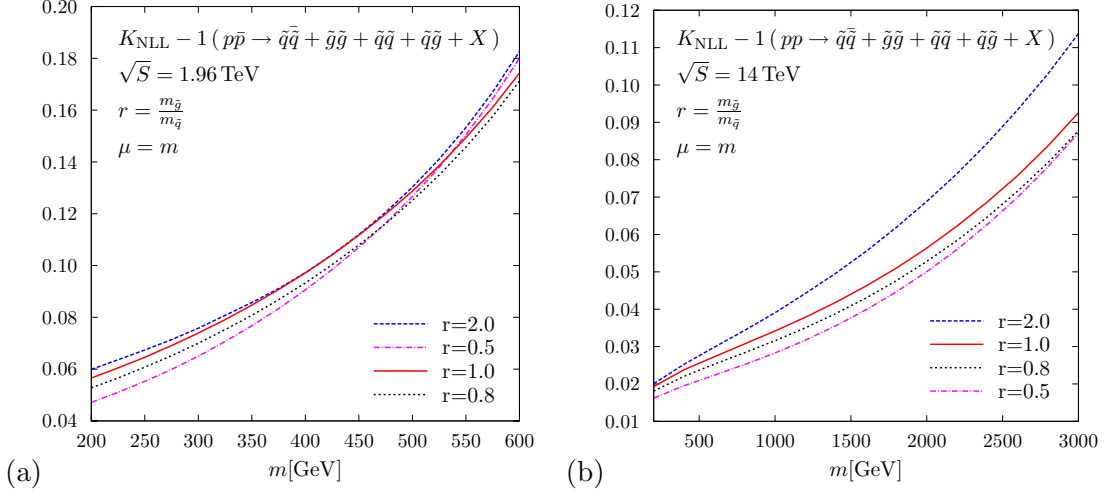 K_NLL − 1 ( pp̄ → q̃q̃̄ + g̃g̃ + q̃q̃ + q̃g̃ + X )
√S = 1.96 TeV
r = m_g̃ / m_q̃
μ = m
0.20
0.18
0.16
0.14
0.12
0.10
0.08
0.06
0.04
r=2.0
r=0.5
r=1.0
r=0.8
200 250 300 350 400 450 500 550 600
m[GeV]
(a)
K_NLL − 1 ( pp → q̃q̃̄ + g̃g̃ + q̃q̃ + q̃g̃ + X )
√S = 14 TeV
r = m_g̃ / m_q̃
μ = m
0.12
0.11
0.10
0.09
0.08
0.07
0.06
0.05
0.04
0.03
0.02
0.01
r=2.0
r=1.0
r=0.8
r=0.5
500 1000 1500 2000 2500 3000
m[GeV]
(b)